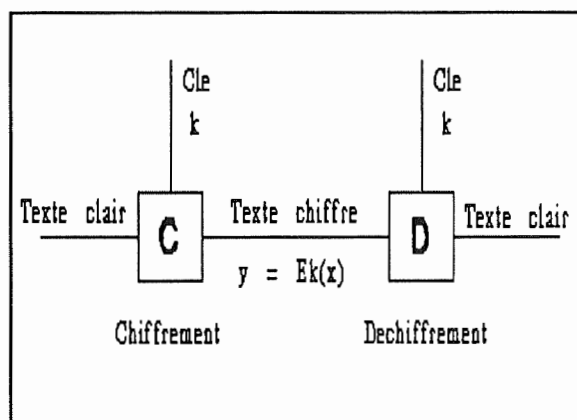 Cle
k
Cle
k
Texte clair
C
Texte chiffre
D
Texte clair
y = Ek(x)
Chiffrement
Dechiffrement